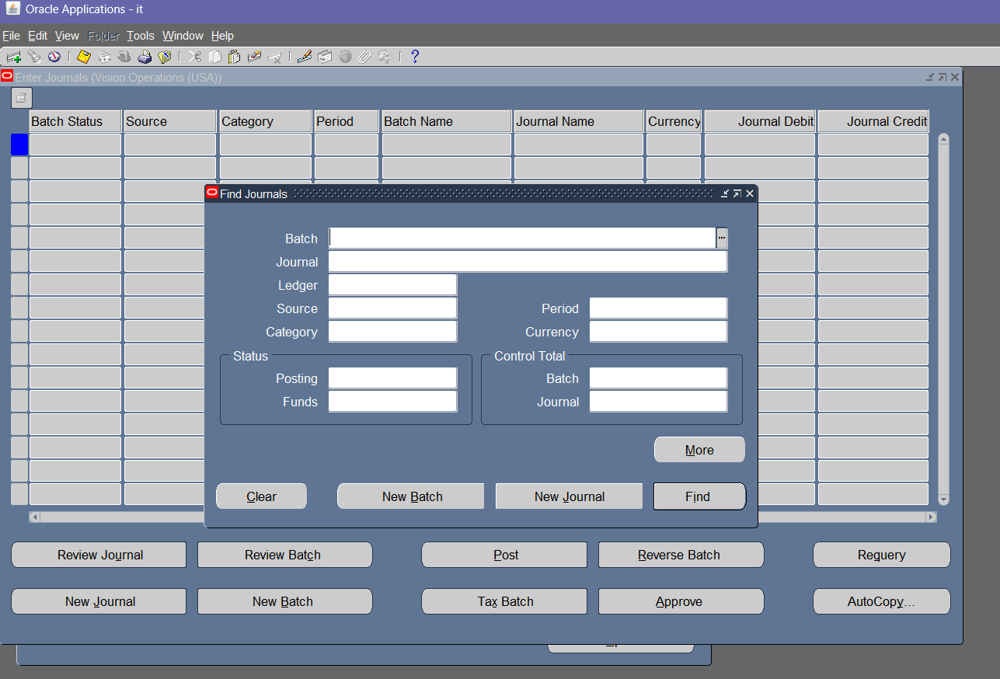 Oracle Applications - it
File Edit View Folder Tools Window Help
Enter Journals (Vision Operations (USA))
Batch Status Source Category Period Batch Name Journal Name Currency Journal Debit Journal Credit
Find Journals
Batch
Journal
Ledger
Source Period
Category Currency
Status Control Total
Posting Batch
Funds Journal
More
Clear New Batch New Journal Find
Review Journal Review Batch Post Reverse Batch Requery
New Journal New Batch Tax Batch Approve AutoCopy...